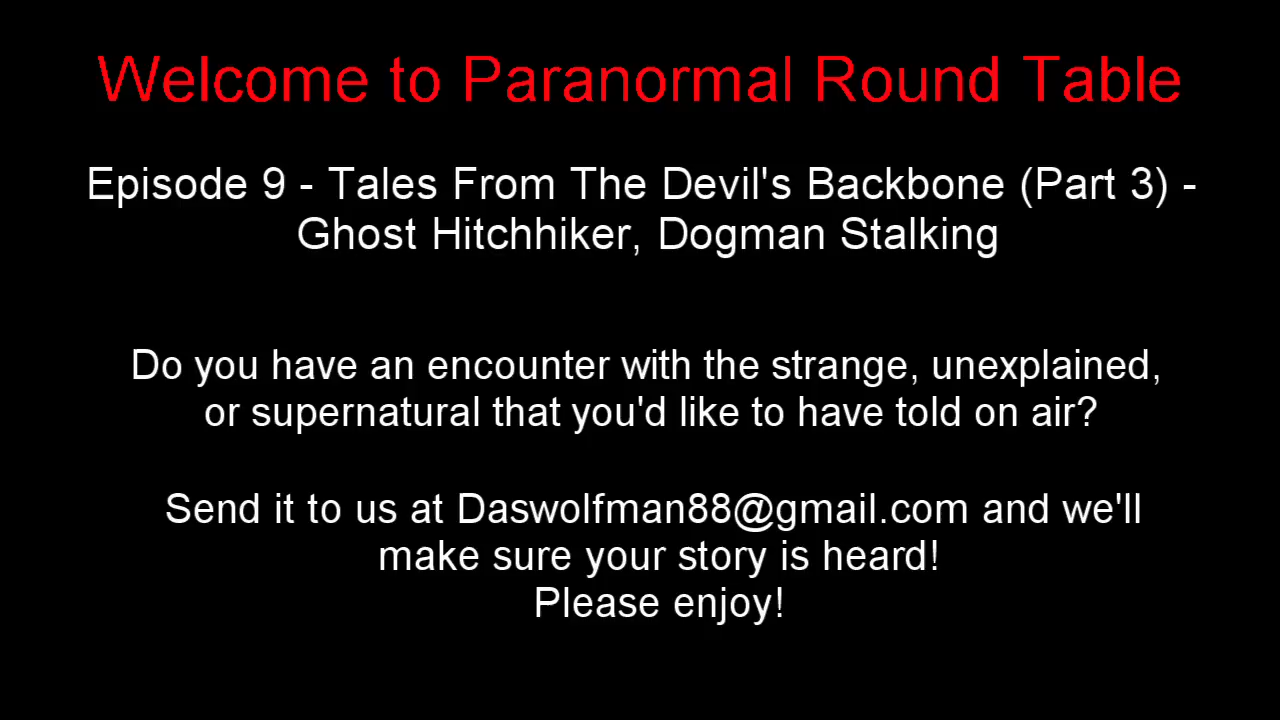 Welcome to Paranormal Round Table
Episode 9 - Tales From The Devil's Backbone (Part 3) -
Ghost Hitchhiker, Dogman Stalking
Do you have an encounter with the strange, unexplained,
or supernatural that you'd like to have told on air?
Send it to us at Daswolfman88@gmail.com and we'll
make sure your story is heard!
Please enjoy!